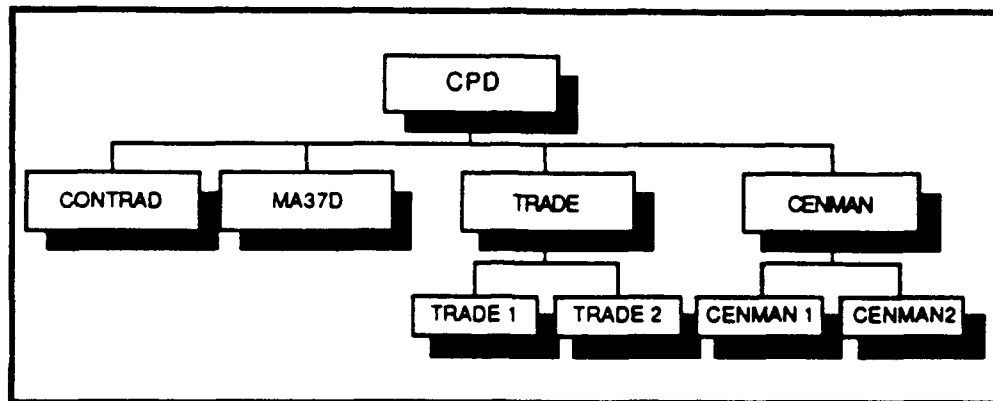 CPD
CONTRAD
MA37D
TRADE
CENMAN
TRADE 1
TRADE 2
CENMAN 1
CENMAN2